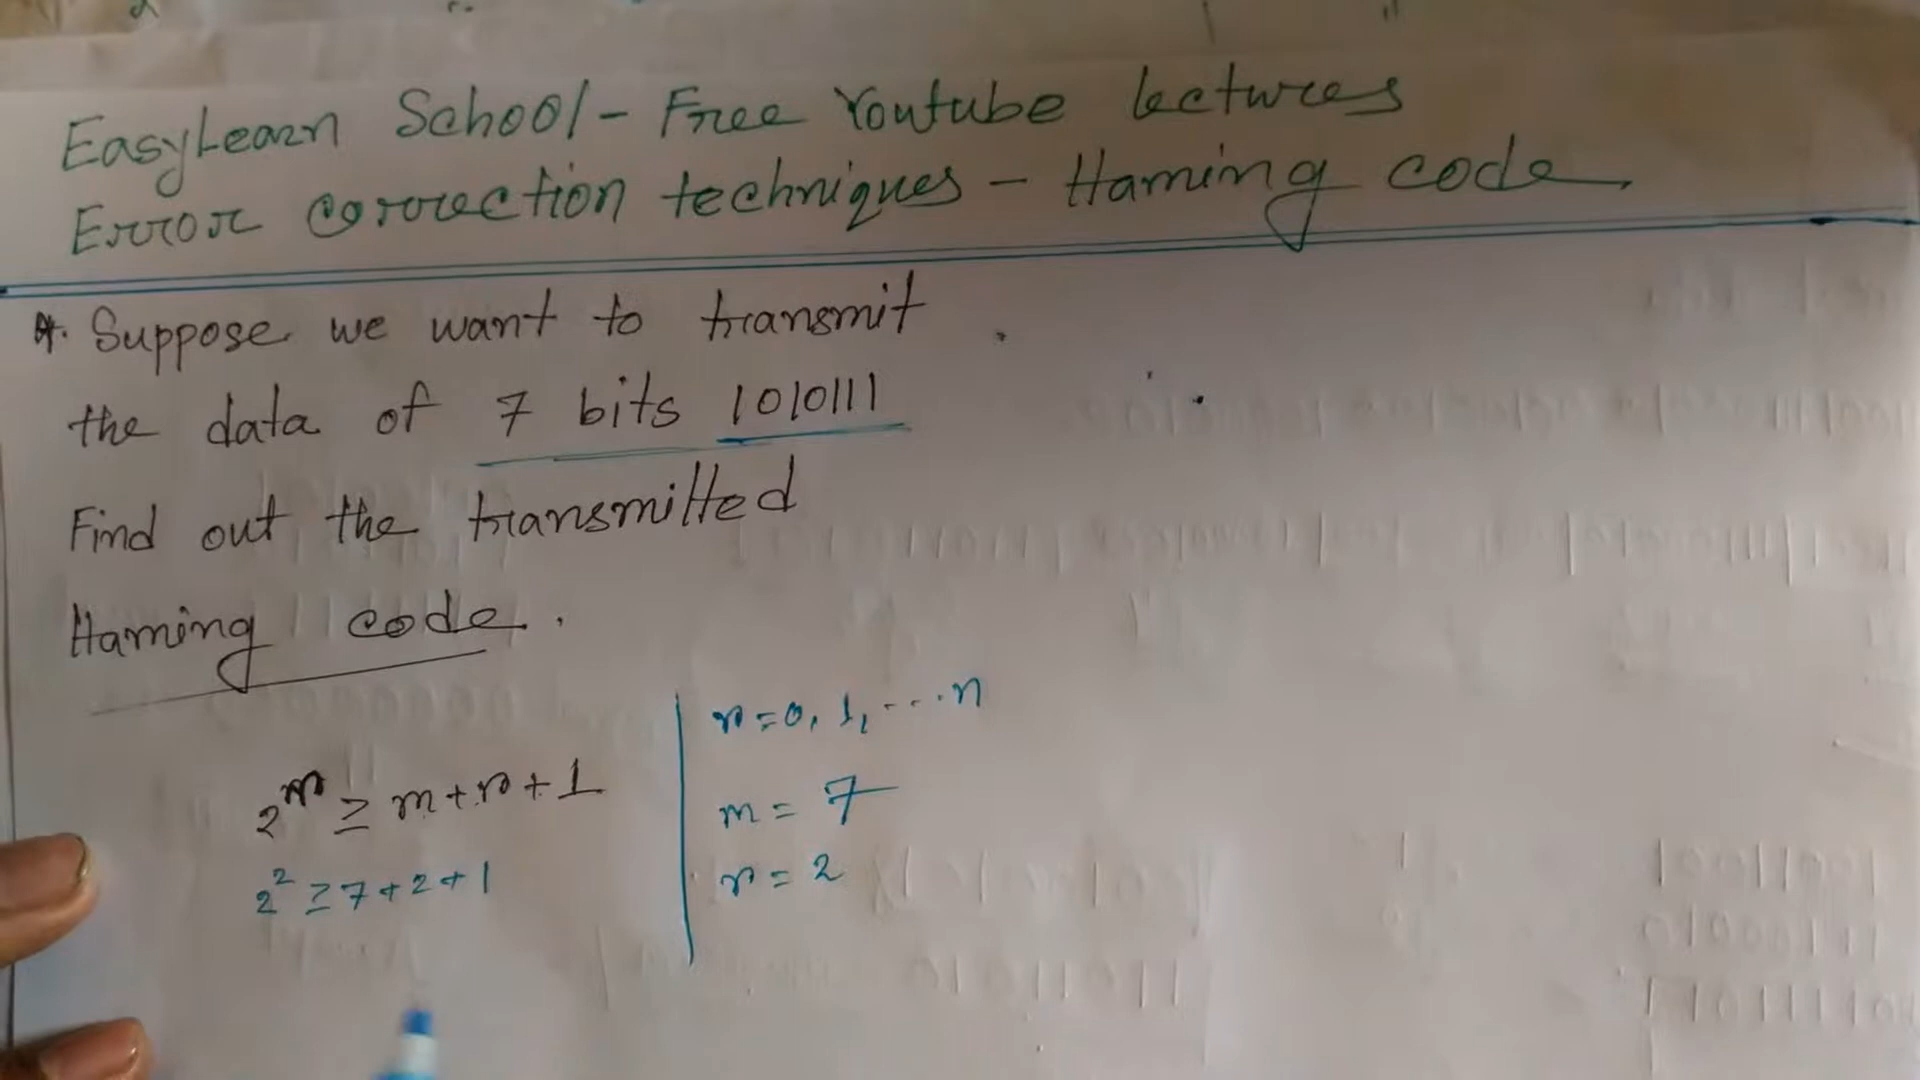 EasyLearn School - Free Youtube lectures
Error correction techniques - Haming code
Suppose we want to transmit
the data of 7 bits 1010111
Find out the transmitted
Haming code.
2^r ≥ m+r+1
2^2 ≥ 7+2+1
r=0, 1, ...n
m = 7
r = 2